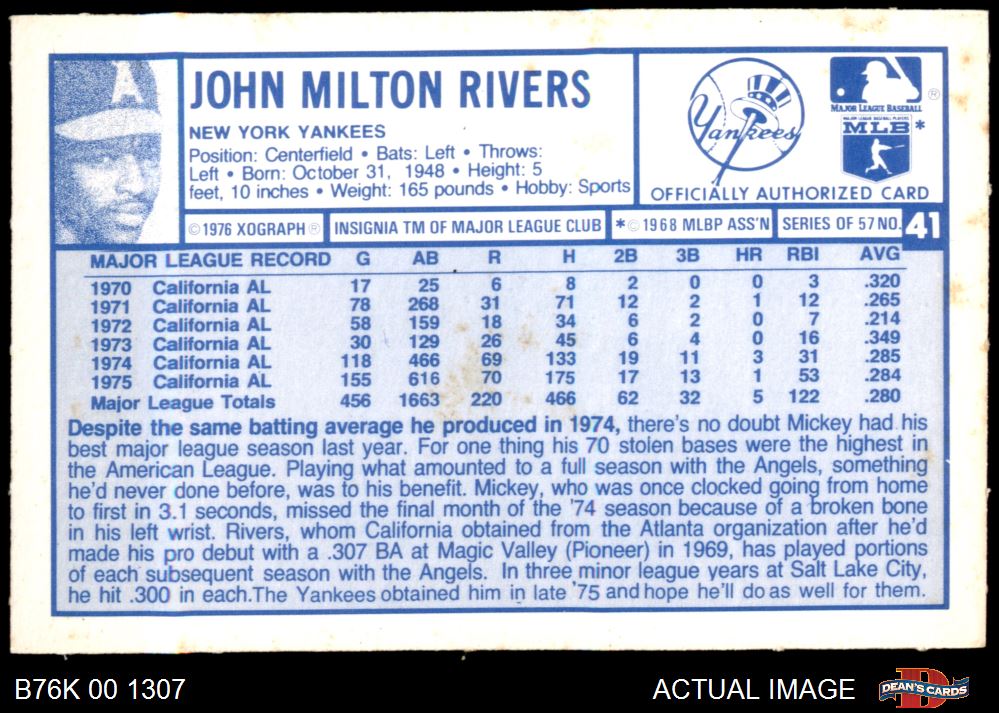 A
JOHN MILTON RIVERS
NEW YORK YANKEES
Position: Centerfield • Bats: Left • Throws:
Left • Born: October 31, 1948 • Height: 5
feet, 10 inches • Weight: 165 pounds • Hobby: Sports
Yankees
MAJOR LEAGUE BASEBALL ®
MAJOR LEAGUE BASEBALL PLAYERS
MLB *
OFFICIALLY AUTHORIZED CARD
© 1976 XOGRAPH ® INSIGNIA TM OF MAJOR LEAGUE CLUB * © 1968 MLBP ASS'N SERIES OF 57 NO. 41
MAJOR LEAGUE RECORD G AB R H 2B 3B HR RBI AVG
1970 California AL 17 25 6 8 2 0 0 3 .320
1971 California AL 78 268 31 71 12 2 1 12 .265
1972 California AL 58 159 18 34 6 2 0 7 .214
1973 California AL 30 129 26 45 6 4 0 16 .349
1974 California AL 118 466 69 133 19 11 3 31 .285
1975 California AL 155 616 70 175 17 13 1 53 .284
Major League Totals 456 1663 220 466 62 32 5 122 .280
Despite the same batting average he produced in 1974, there's no doubt Mickey had his
best major league season last year. For one thing his 70 stolen bases were the highest in
the American League. Playing what amounted to a full season with the Angels, something
he'd never done before, was to his benefit. Mickey, who was once clocked going from home
to first in 3.1 seconds, missed the final month of the '74 season because of a broken bone
in his left wrist. Rivers, whom California obtained from the Atlanta organization after he'd
made his pro debut with a .307 BA at Magic Valley (Pioneer) in 1969, has played portions
of each subsequent season with the Angels. In three minor league years at Salt Lake City,
he hit .300 in each.The Yankees obtained him in late '75 and hope he'll do as well for them.
B76K 00 1307
ACTUAL IMAGE
DEAN'S CARDS